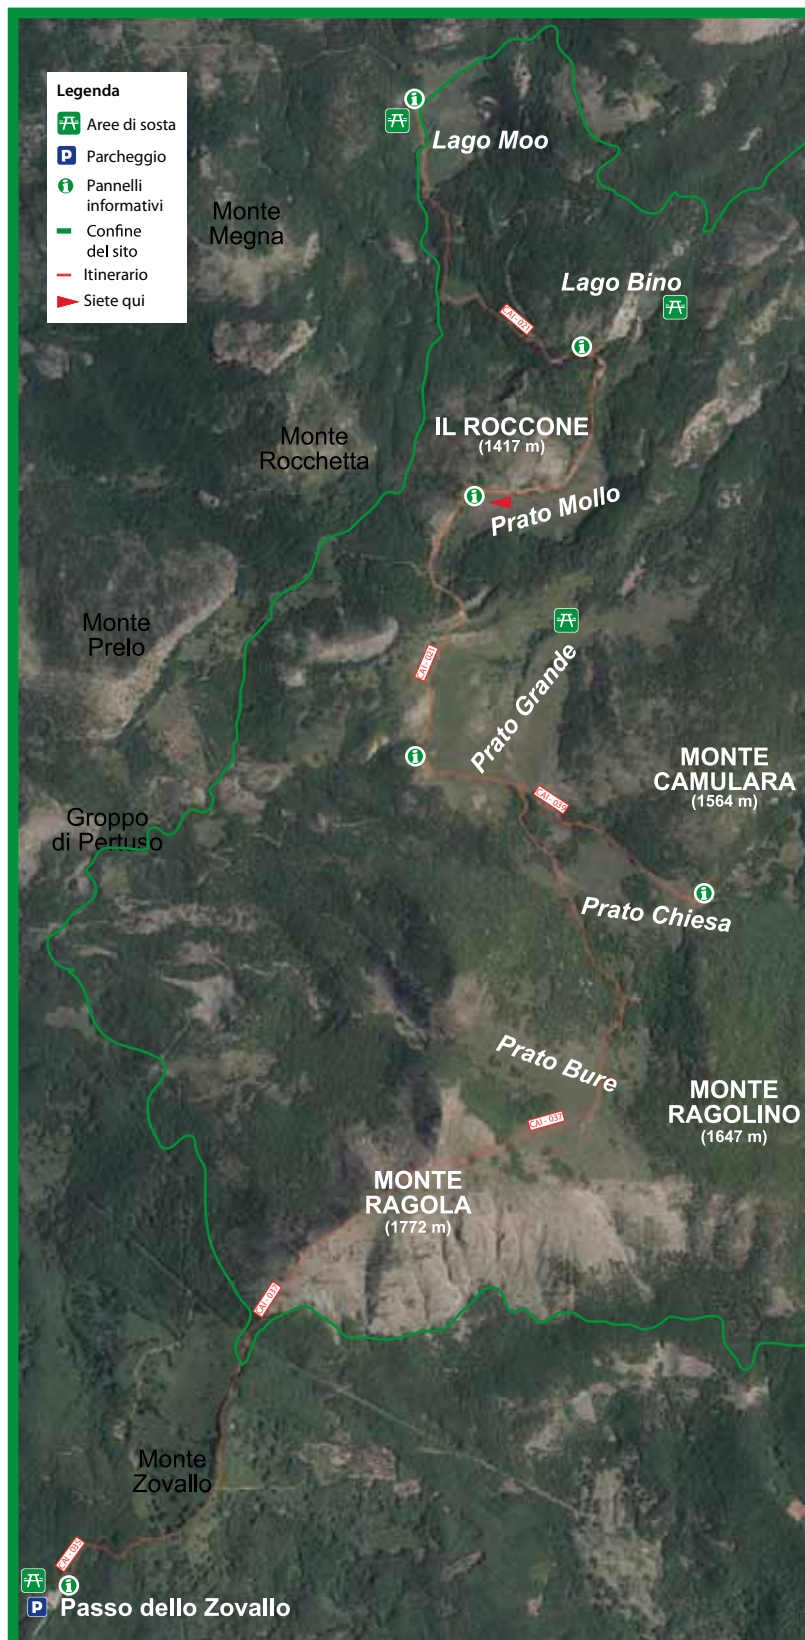 Legenda
Aree di sosta
P Parcheggio
i Pannelli
informativi
Confine
del sito
Itinerario
Siete qui
i
Lago Moo
Monte
Megna
Lago Bino
CAI - 021
i
IL ROCCONE
(1417 m)
Monte
Rocchetta
i
Prato Mollo
Monte
Prelo
CAI - 021
Prato Grande
i
MONTE
CAMULARA
(1564 m)
CAI - 039
Groppo
di Pertuso
i
Prato Chiesa
Prato Bure
MONTE
RAGOLINO
(1647 m)
CAI - 037
MONTE
RAGOLA
(1772 m)
CAI - 037
Monte
Zovallo
CAI - 035
i
P Passo dello Zovallo